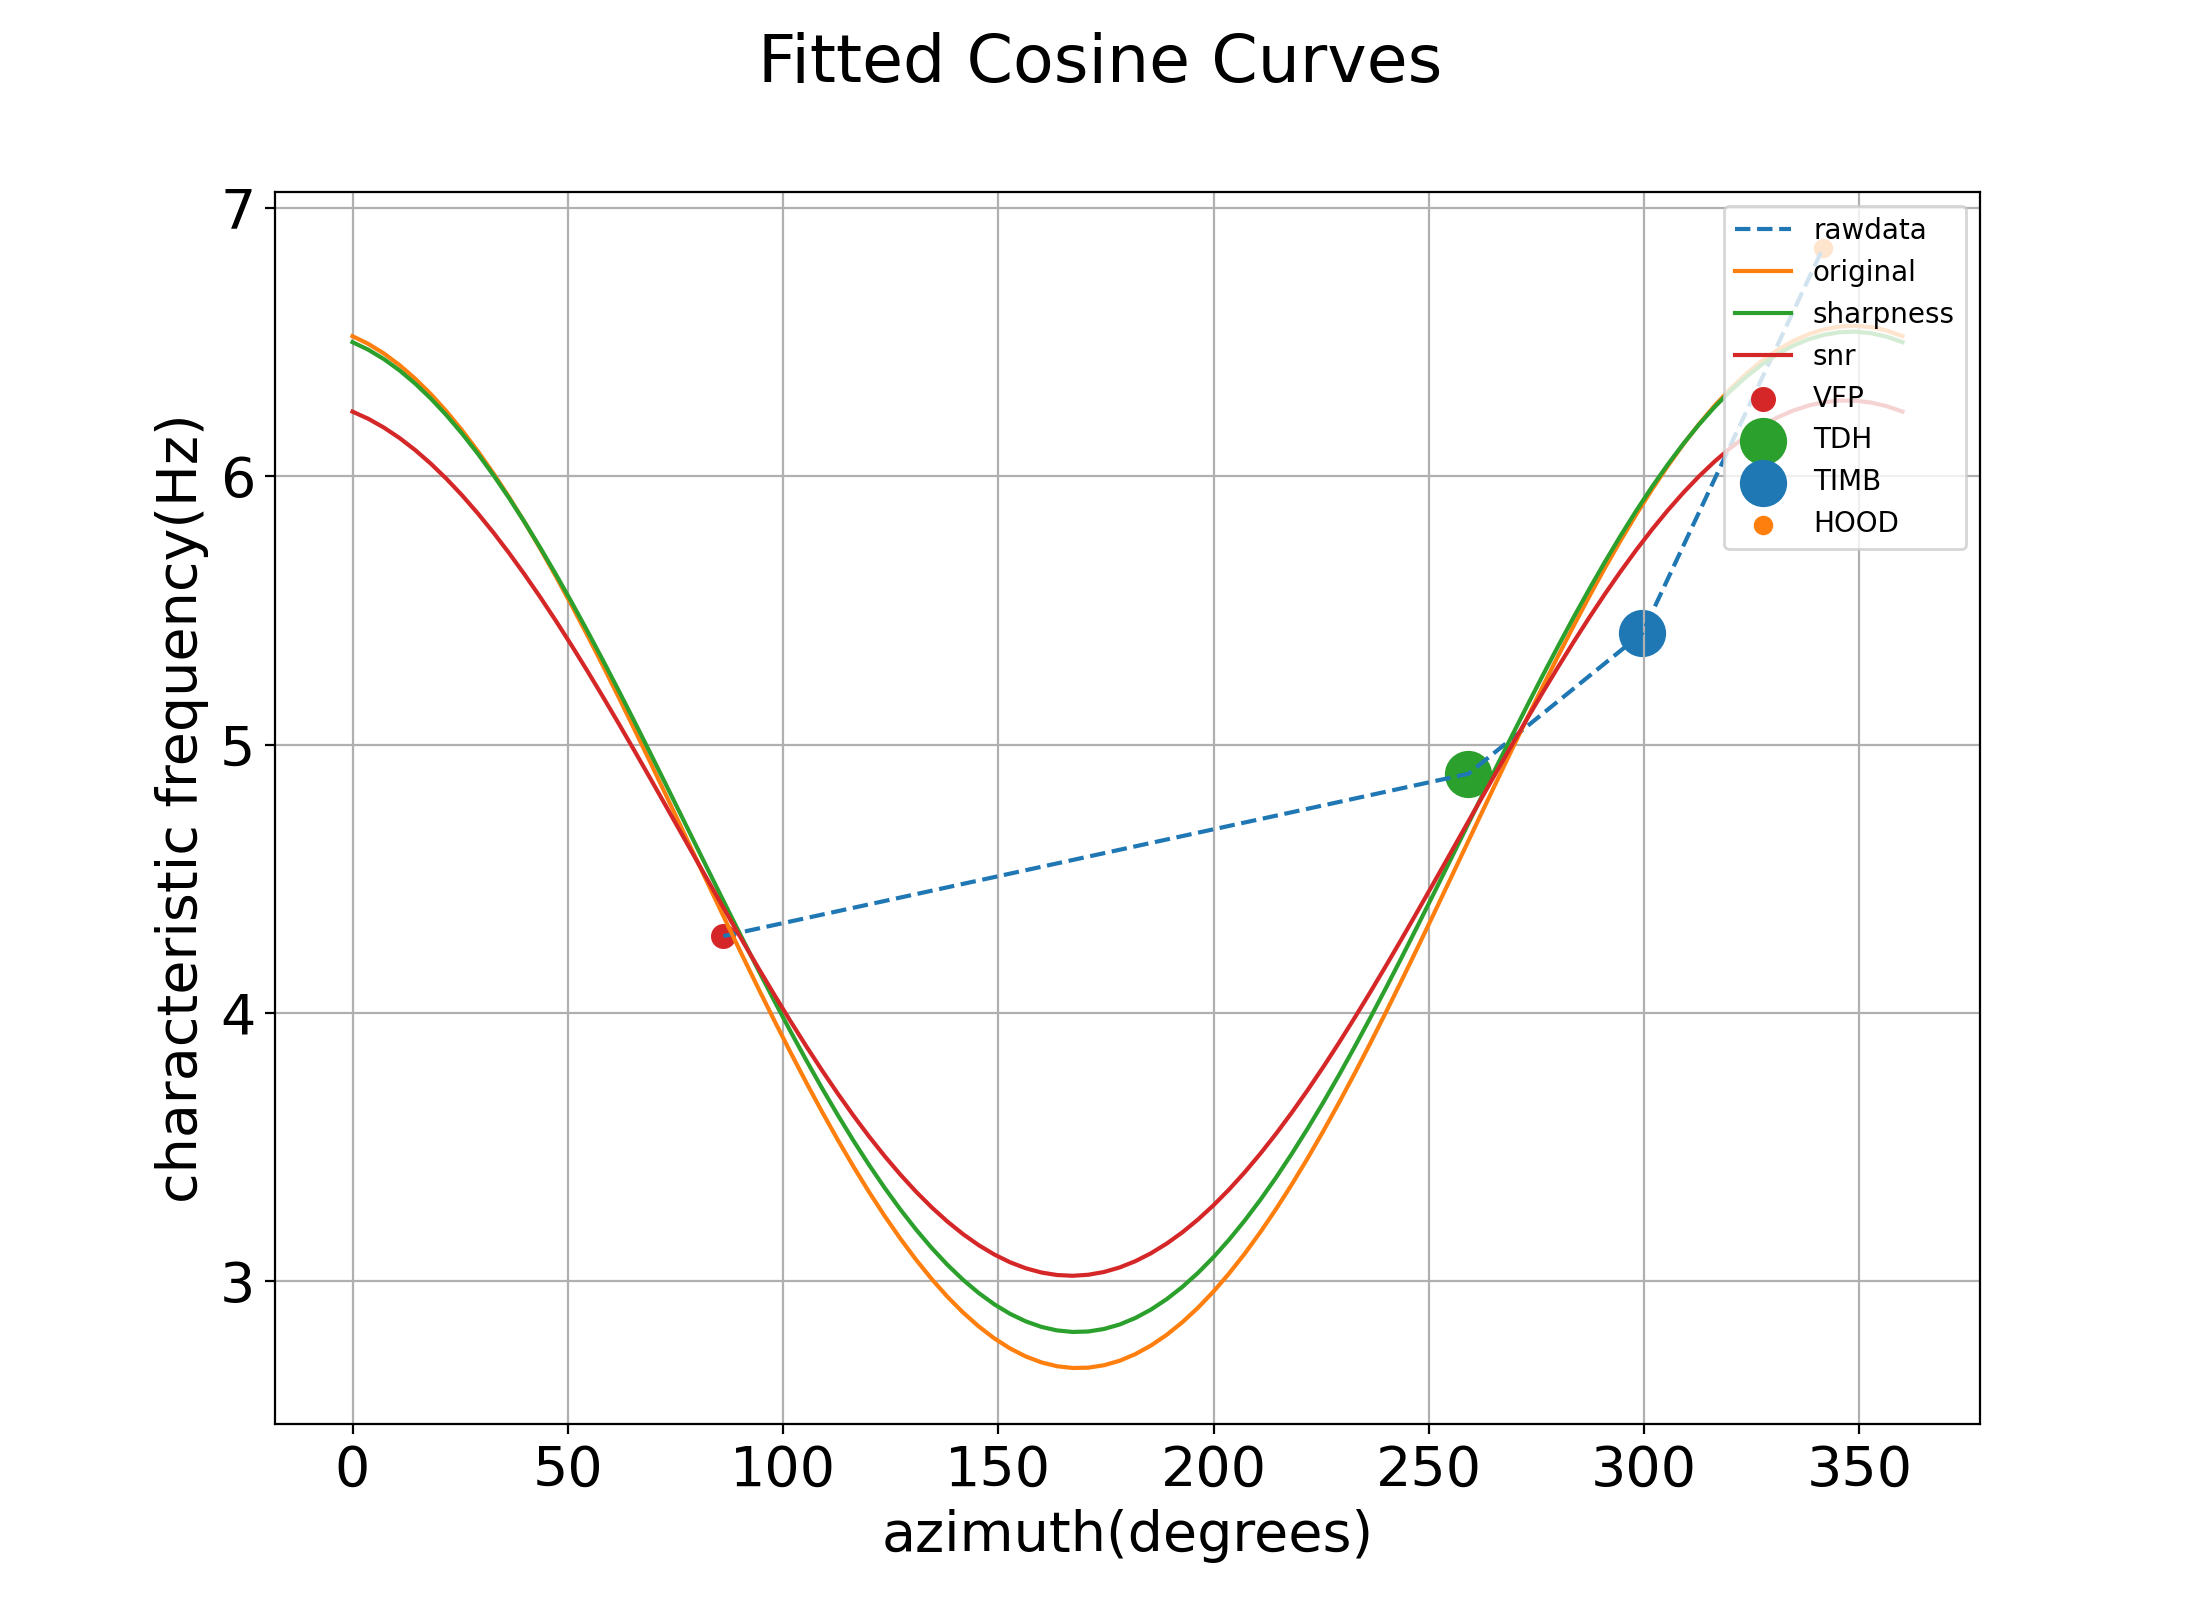 Fitted Cosine Curves
7
6
5
4
3
characteristic frequency(Hz)
rawdata
original
sharpness
snr
VFP
TDH
TIMB
HOOD
0 50 100 150 200 250 300 350
azimuth(degrees)